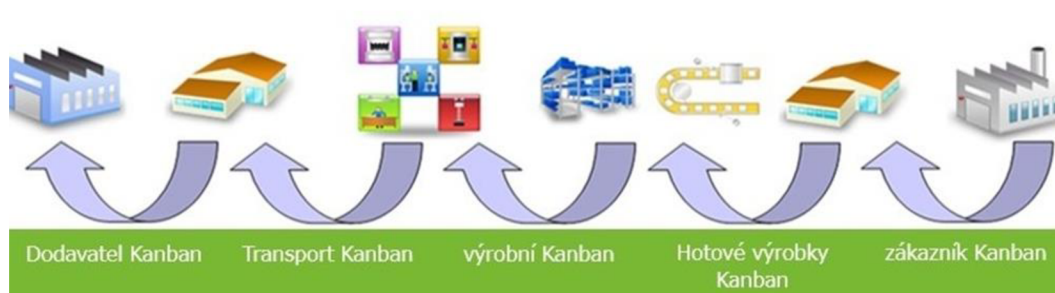 Dodavatel Kanban
Transport Kanban
výrobní Kanban
Hotové výrobky
Kanban
zákazník Kanban